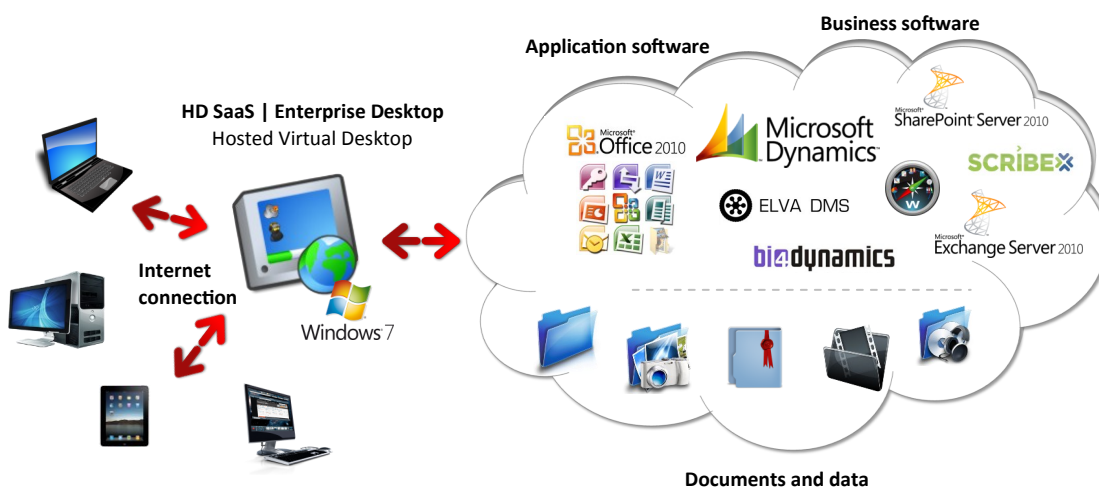 Business software
Application software
HD SaaS | Enterprise Desktop
Hosted Virtual Desktop
Microsoft®
SharePoint® Server 2010
Microsoft®
Office 2010
Microsoft
Dynamics™
SCRIBE
W
ELVA DMS
Microsoft®
Exchange Server 2010
bi4dynamics
Internet
connection
Windows® 7
Documents and data